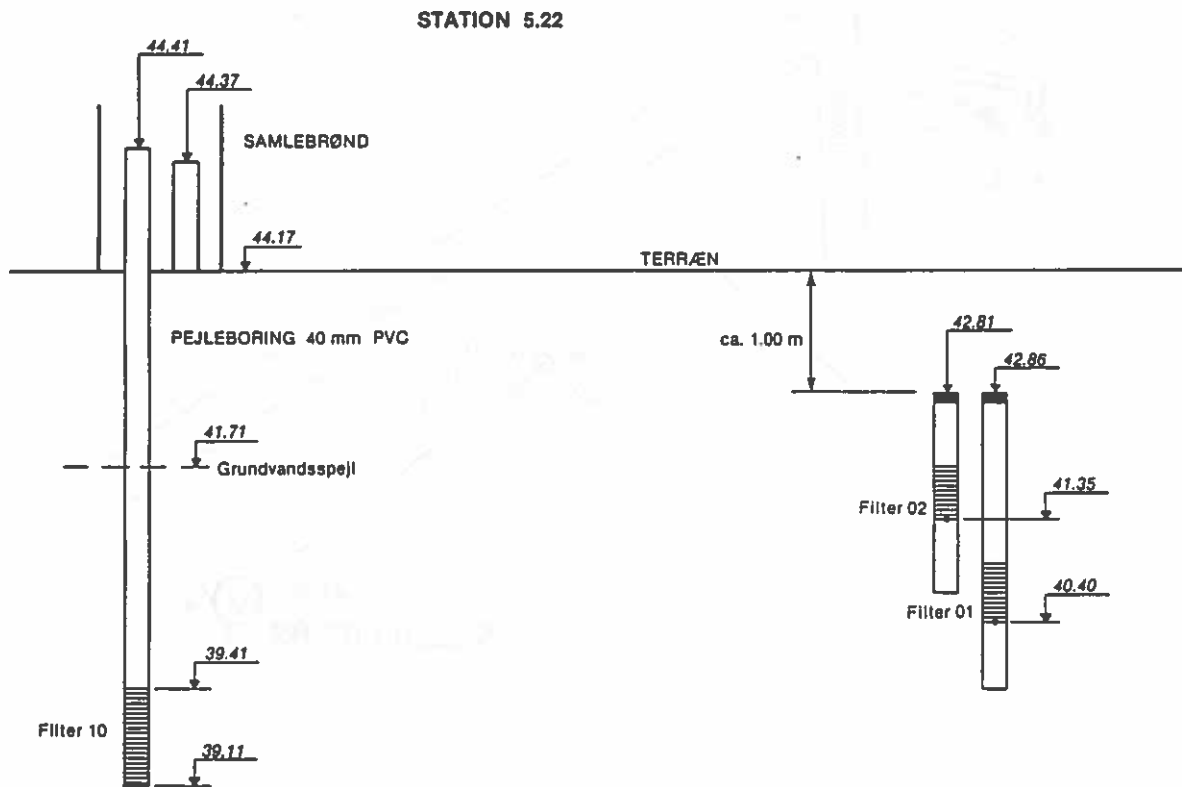 STATION 5.22
44.41
44.37
SAMLEBRØND
44.17
TERRÆN
PEJLEBORING 40 mm PVC
ca. 1.00 m
42.81
42.86
41.71
Grundvandsspejl
41.35
Filter 02
40.40
Filter 01
39.41
Filter 10
39.11